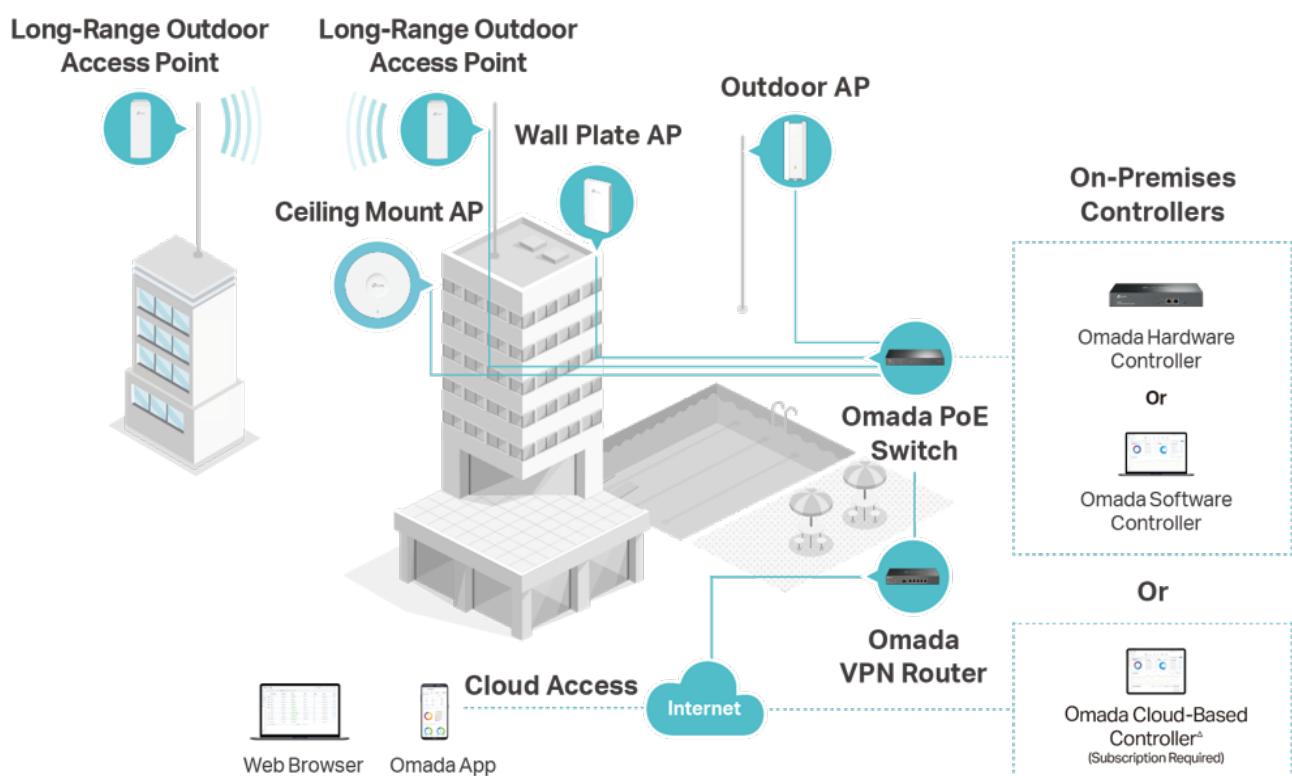 Long-Range Outdoor
Access Point
Long-Range Outdoor
Access Point
Outdoor AP
Wall Plate AP
Ceiling Mount AP
On-Premises
Controllers
Omada Hardware
Controller
Or
Omada Software
Controller
Omada PoE
Switch
Or
Omada
VPN Router
Cloud Access
Internet
Omada Cloud-Based
Controller△
(Subscription Required)
Web Browser
Omada App